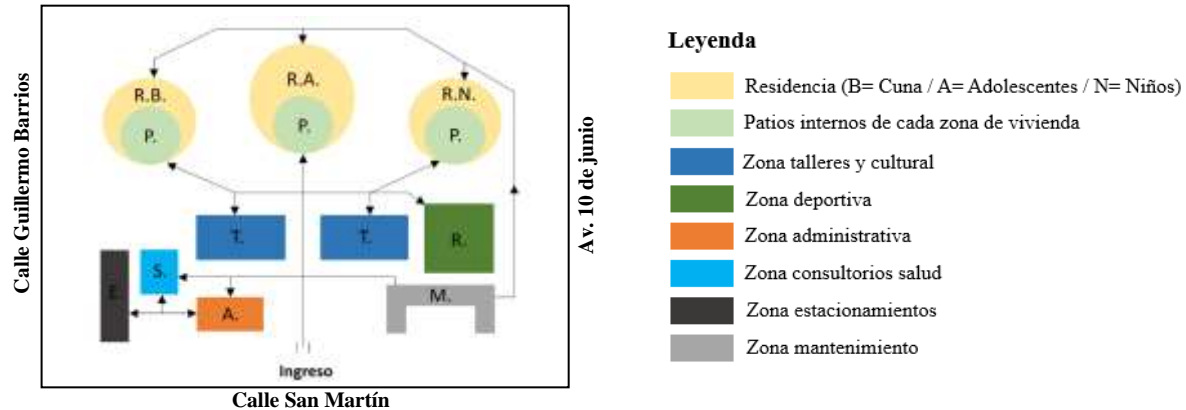 Calle Guillermo Barrios
R.B.
P.
R.A.
P.
R.N.
P.
T.
T.
R.
S.
E.
A.
M.
Ingreso
Calle San Martín
Av. 10 de junio
Leyenda
Residencia (B= Cuna / A= Adolescentes / N= Niños)
Patios internos de cada zona de vivienda
Zona talleres y cultural
Zona deportiva
Zona administrativa
Zona consultorios salud
Zona estacionamientos
Zona mantenimiento